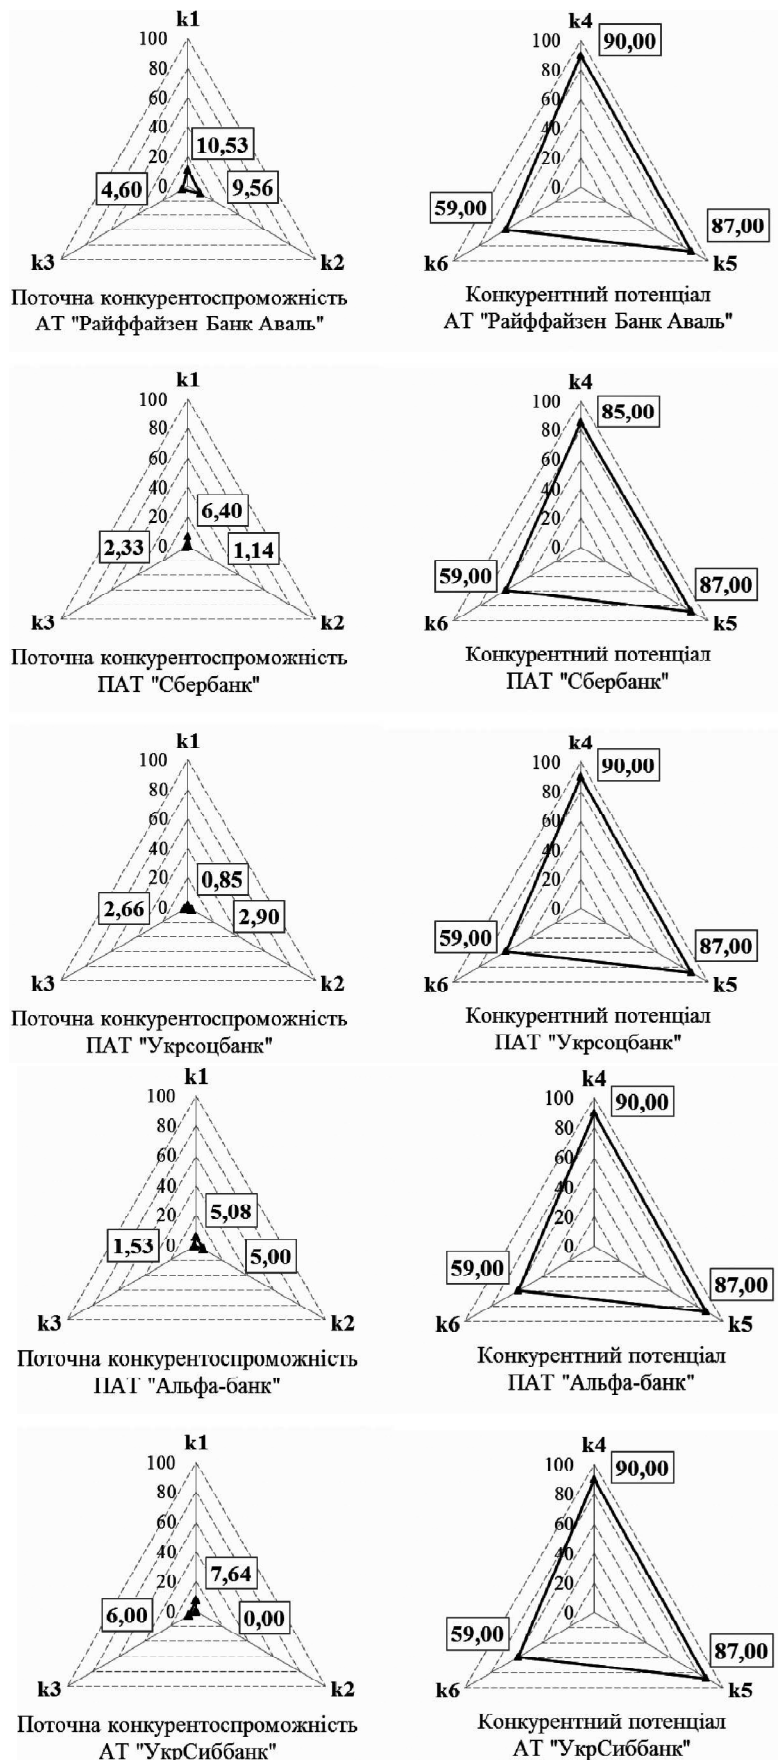 k1
100
80
60
40
20
0
10,53
4,60
9,56
k3
k2
Поточна конкурентоспроможність
АТ "Райффайзен Банк Аваль"
k4
100
90,00
80
60
40
20
0
59,00
87,00
k6
k5
Конкурентний потенціал
АТ "Райффайзен Банк Аваль"
k1
100
80
60
40
20
0
6,40
2,33
1,14
k3
k2
Поточна конкурентоспроможність
ПАТ "Сбербанк"
k4
100
85,00
80
60
40
20
0
59,00
87,00
k6
k5
Конкурентний потенціал
ПАТ "Сбербанк"
k1
100
80
60
40
20
0
0,85
2,66
2,90
k3
k2
Поточна конкурентоспроможність
ПАТ "Укрсоцбанк"
k4
100
90,00
80
60
40
20
0
59,00
87,00
k6
k5
Конкурентний потенціал
ПАТ "Укрсоцбанк"
k1
100
80
60
40
20
0
5,08
1,53
5,00
k3
k2
Поточна конкурентоспроможність
ПАТ "Альфа-банк"
k4
100
90,00
80
60
40
20
0
59,00
87,00
k6
k5
Конкурентний потенціал
ПАТ "Альфа-банк"
k1
100
80
60
40
20
0
7,64
6,00
0,00
k3
k2
Поточна конкурентоспроможність
АТ "УкрСиббанк"
k4
100
90,00
80
60
40
20
0
59,00
87,00
k6
k5
Конкурентний потенціал
АТ "УкрСиббанк"